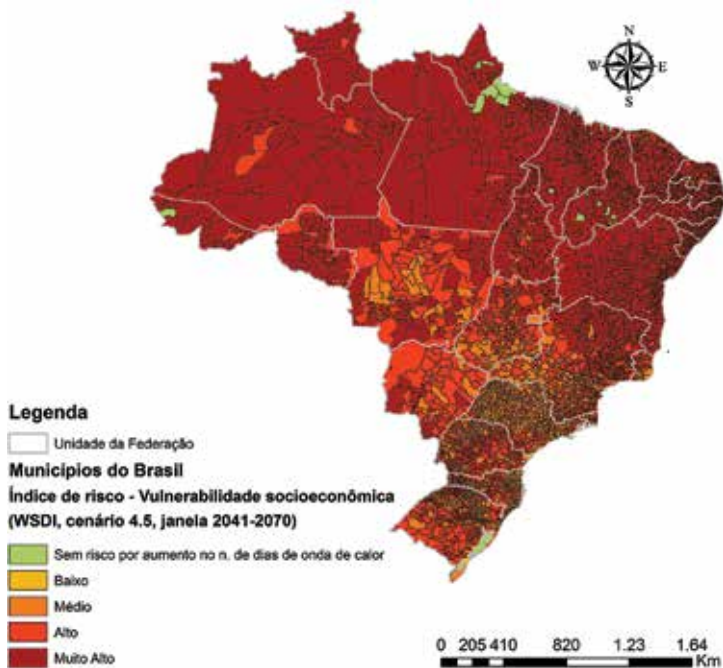 N
W E
S
Legenda
Unidade da Federação
Municípios do Brasil
Índice de risco - Vulnerabilidade socioeconômica
(WSDI, cenário 4.5, janela 2041-2070)
Sem risco por aumento no n. de dias de onda de calor
Baixo
Médio
Alto
Muito Alto
0 205 410 820 1.23 1.64
Km